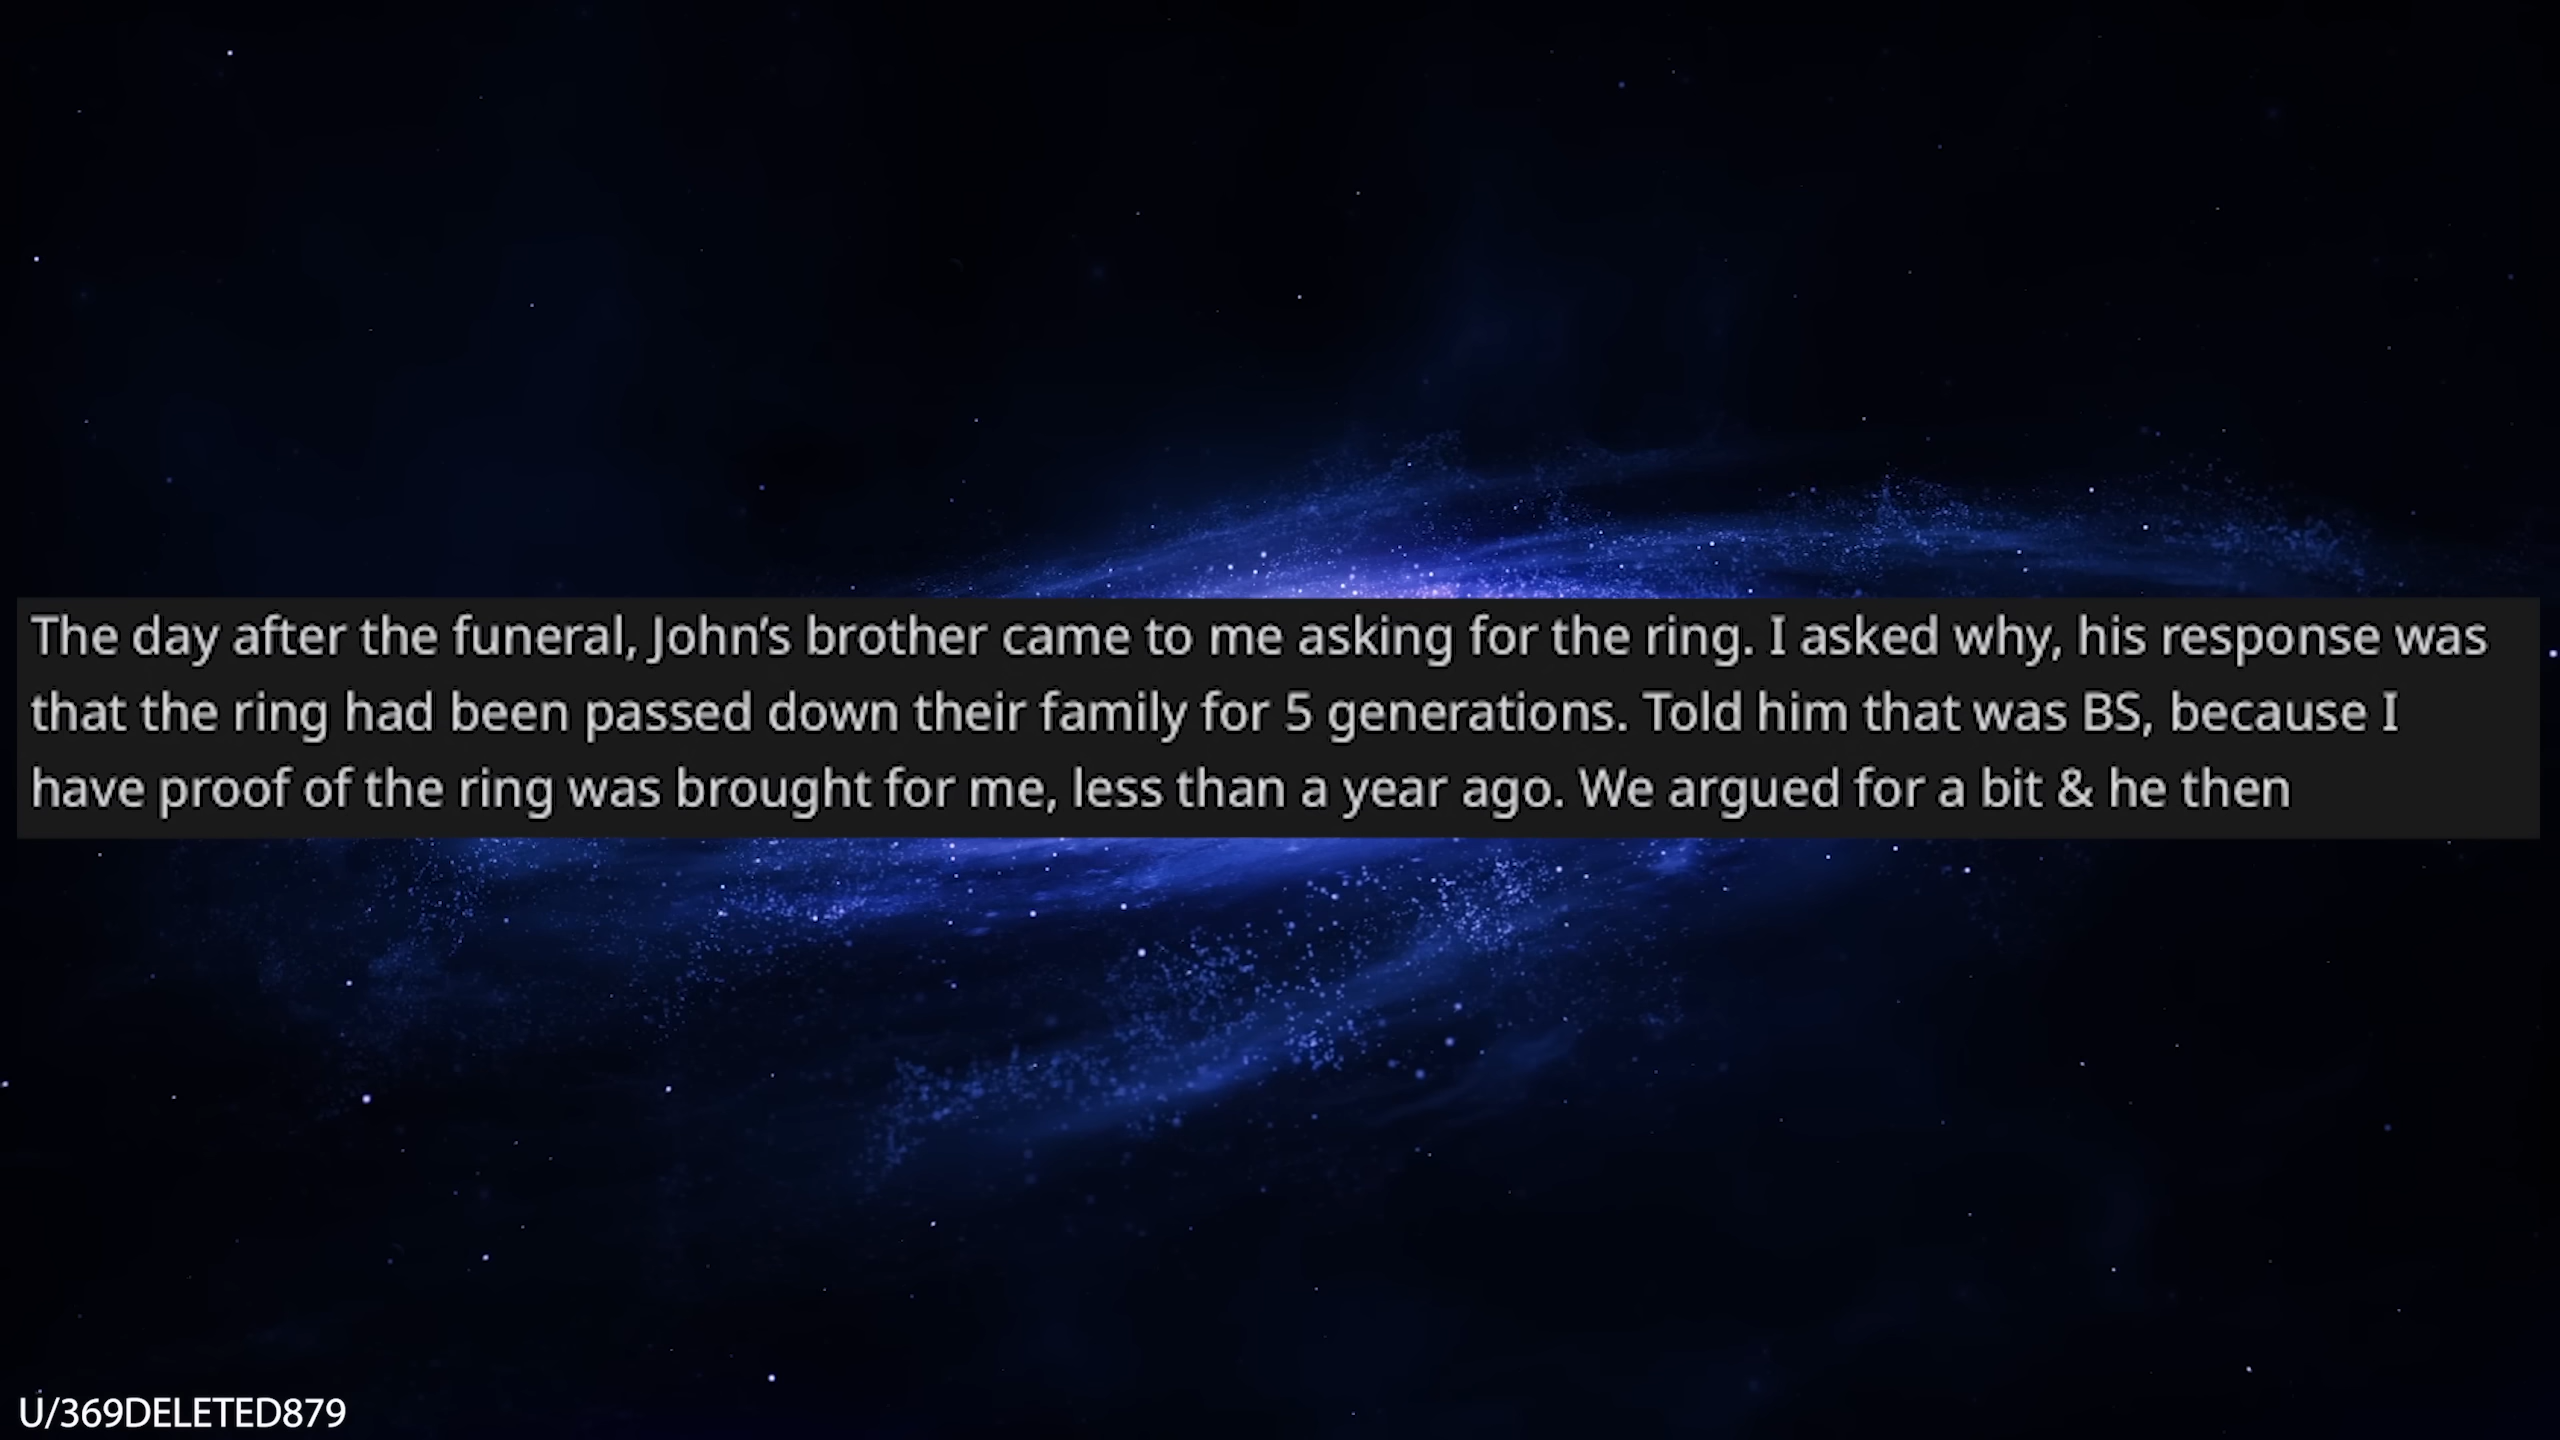 The day after the funeral, John’s brother came to me asking for the ring. I asked why, his response was
that the ring had been passed down their family for 5 generations. Told him that was BS, because I
have proof of the ring was brought for me, less than a year ago. We argued for a bit & he then
U/369DELETED879